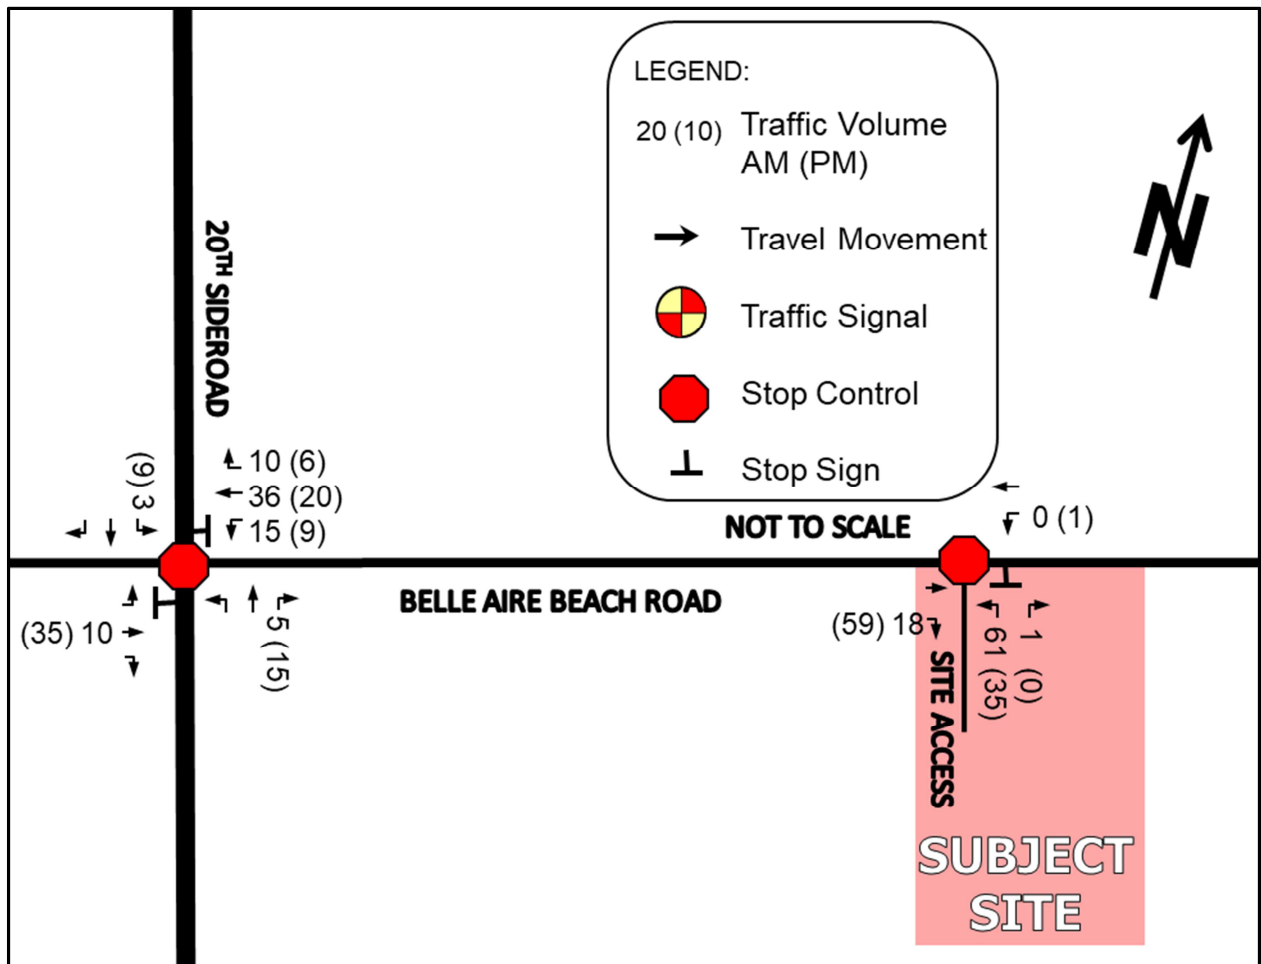 LEGEND:
20 (10) Traffic Volume
AM (PM)
Travel Movement
Traffic Signal
Stop Control
Stop Sign
N
20TH SIDEROAD
(9) 3
10 (6)
36 (20)
15 (9)
NOT TO SCALE
0 (1)
BELLE AIRE BEACH ROAD
(35) 10
5 (15)
(59) 18
61 (35)
1 (0)
SITE ACCESS
SUBJECT
SITE